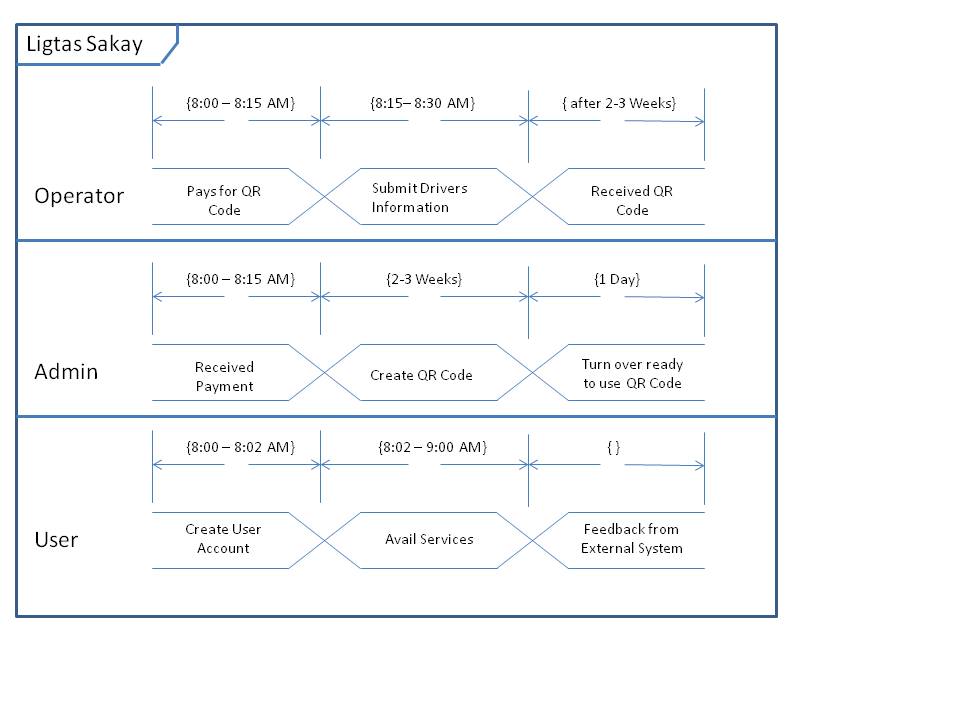 Ligtas Sakay
{8:00 – 8:15 AM}
{8:15– 8:30 AM}
{ after 2-3 Weeks}
Operator
Pays for QR
Code
Submit Drivers
Information
Received QR
Code
{8:00 – 8:15 AM}
{2-3 Weeks}
{1 Day}
Admin
Received
Payment
Create QR Code
Turn over ready
to use QR Code
{8:00 – 8:02 AM}
{8:02 – 9:00 AM}
{ }
User
Create User
Account
Avail Services
Feedback from
External System